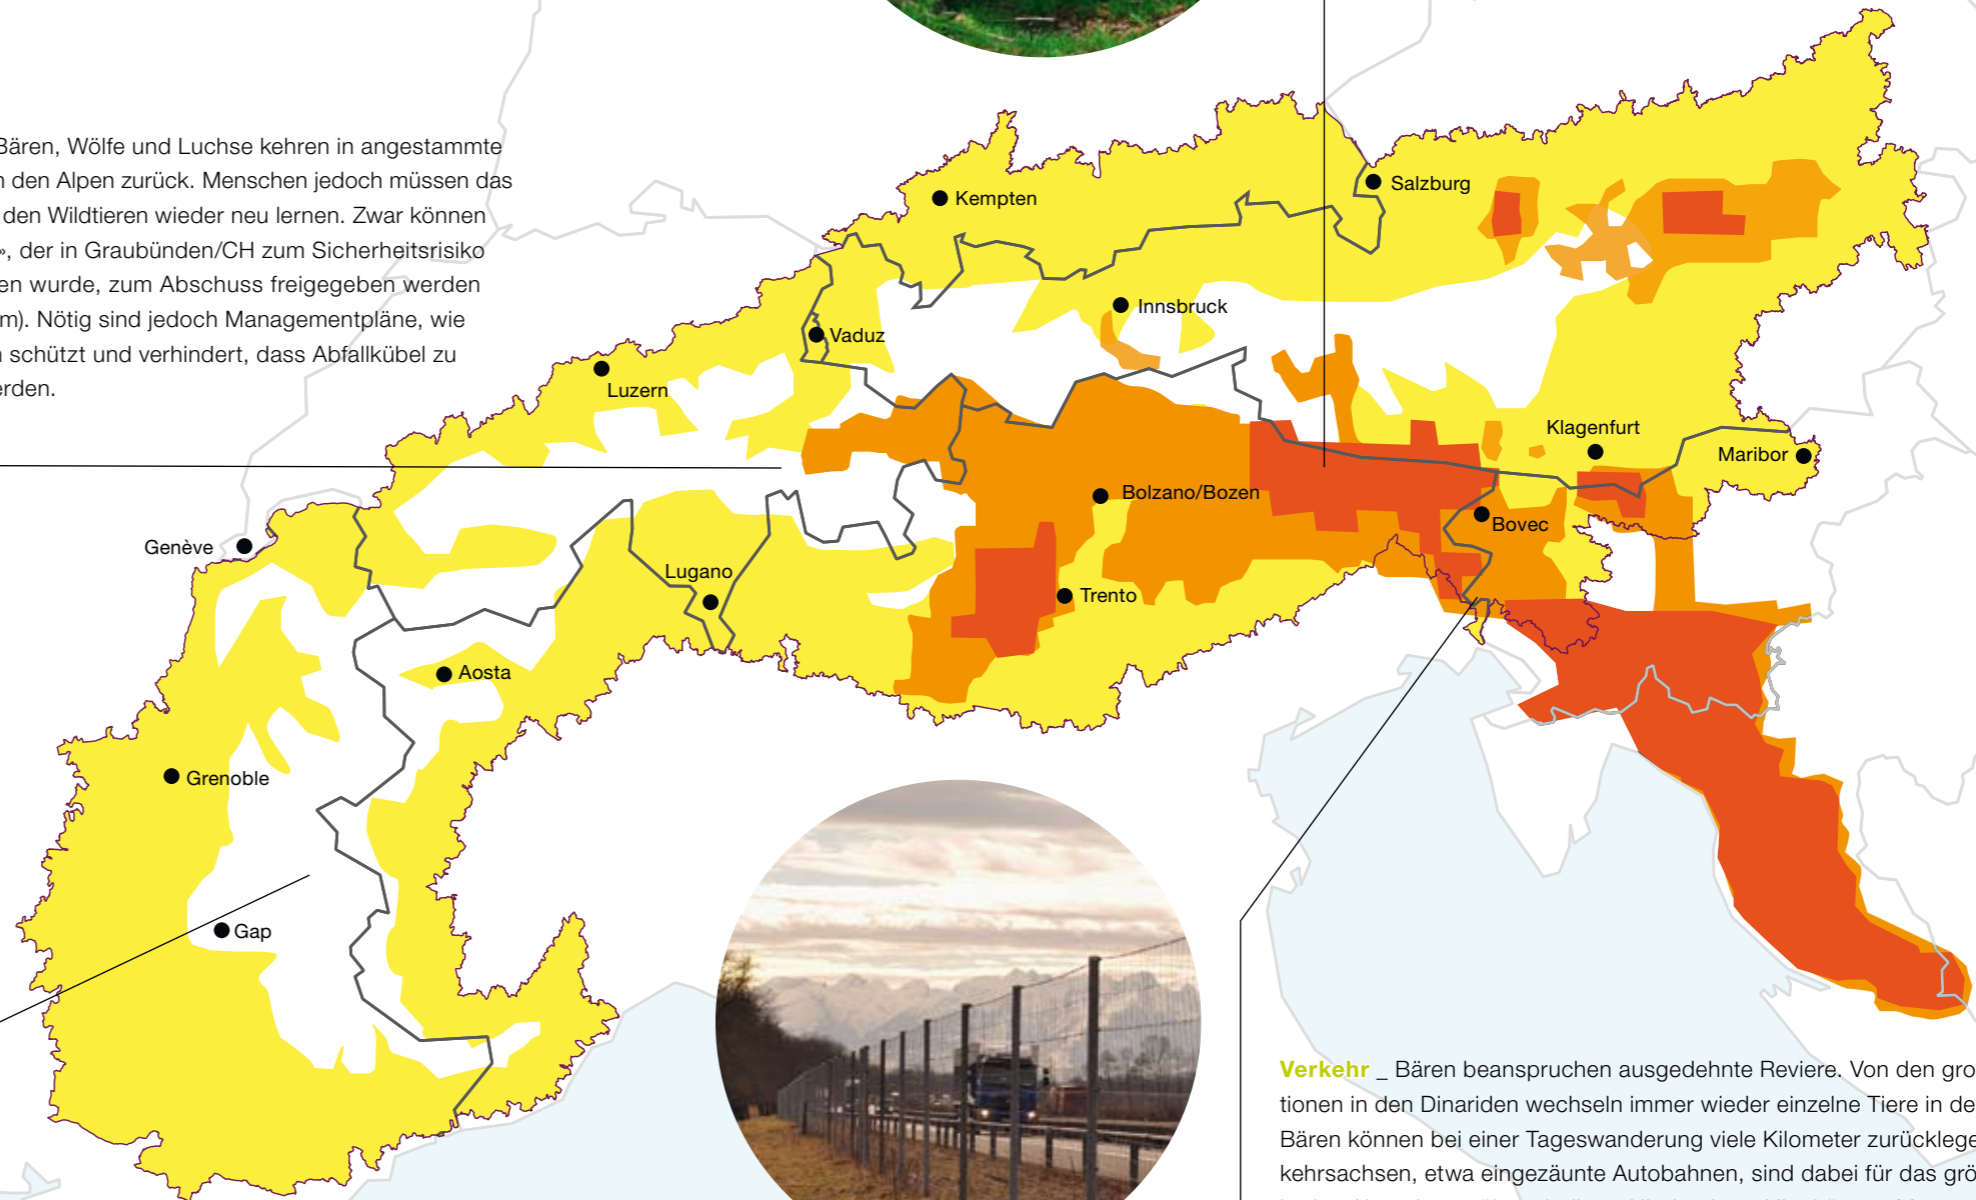 Bären, Wölfe und Luchse kehren in angestammte
den Alpen zurück. Menschen jedoch müssen das
den Wildtieren wieder neu lernen. Zwar können
», der in Graubünden/CH zum Sicherheitsrisiko
en wurde, zum Abschuss freigegeben werden
m). Nötig sind jedoch Managementpläne, wie
schützt und verhindert, dass Abfallkübel zu
erden.
Kempten
Salzburg
Innsbruck
Vaduz
Luzern
Klagenfurt
Maribor
Bolzano/Bozen
Bovec
Genève
Lugano
Trento
Aosta
Grenoble
Gap
Verkehr _ Bären beanspruchen ausgedehnte Reviere. Von den gro
tionen in den Dinariden wechseln immer wieder einzelne Tiere in de
Bären können bei einer Tageswanderung viele Kilometer zurücklege
kehrsachsen, etwa eingezäunte Autobahnen, sind dabei für das grö